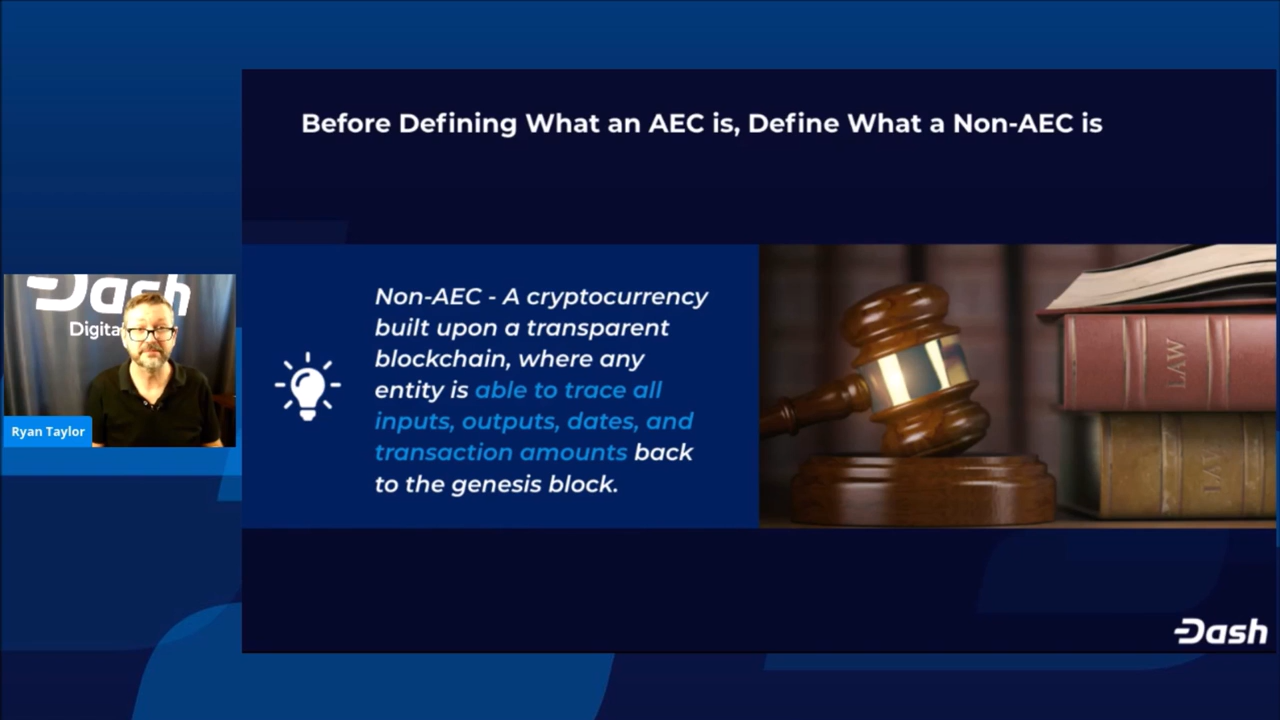 Before Defining What an AEC is, Define What a Non-AEC is
Non-AEC - A cryptocurrency
built upon a transparent
blockchain, where any
entity is able to trace all
inputs, outputs, dates, and
transaction amounts back
to the genesis block.
LAW
LAW
Dash
Digita
Ryan Taylor
Dash